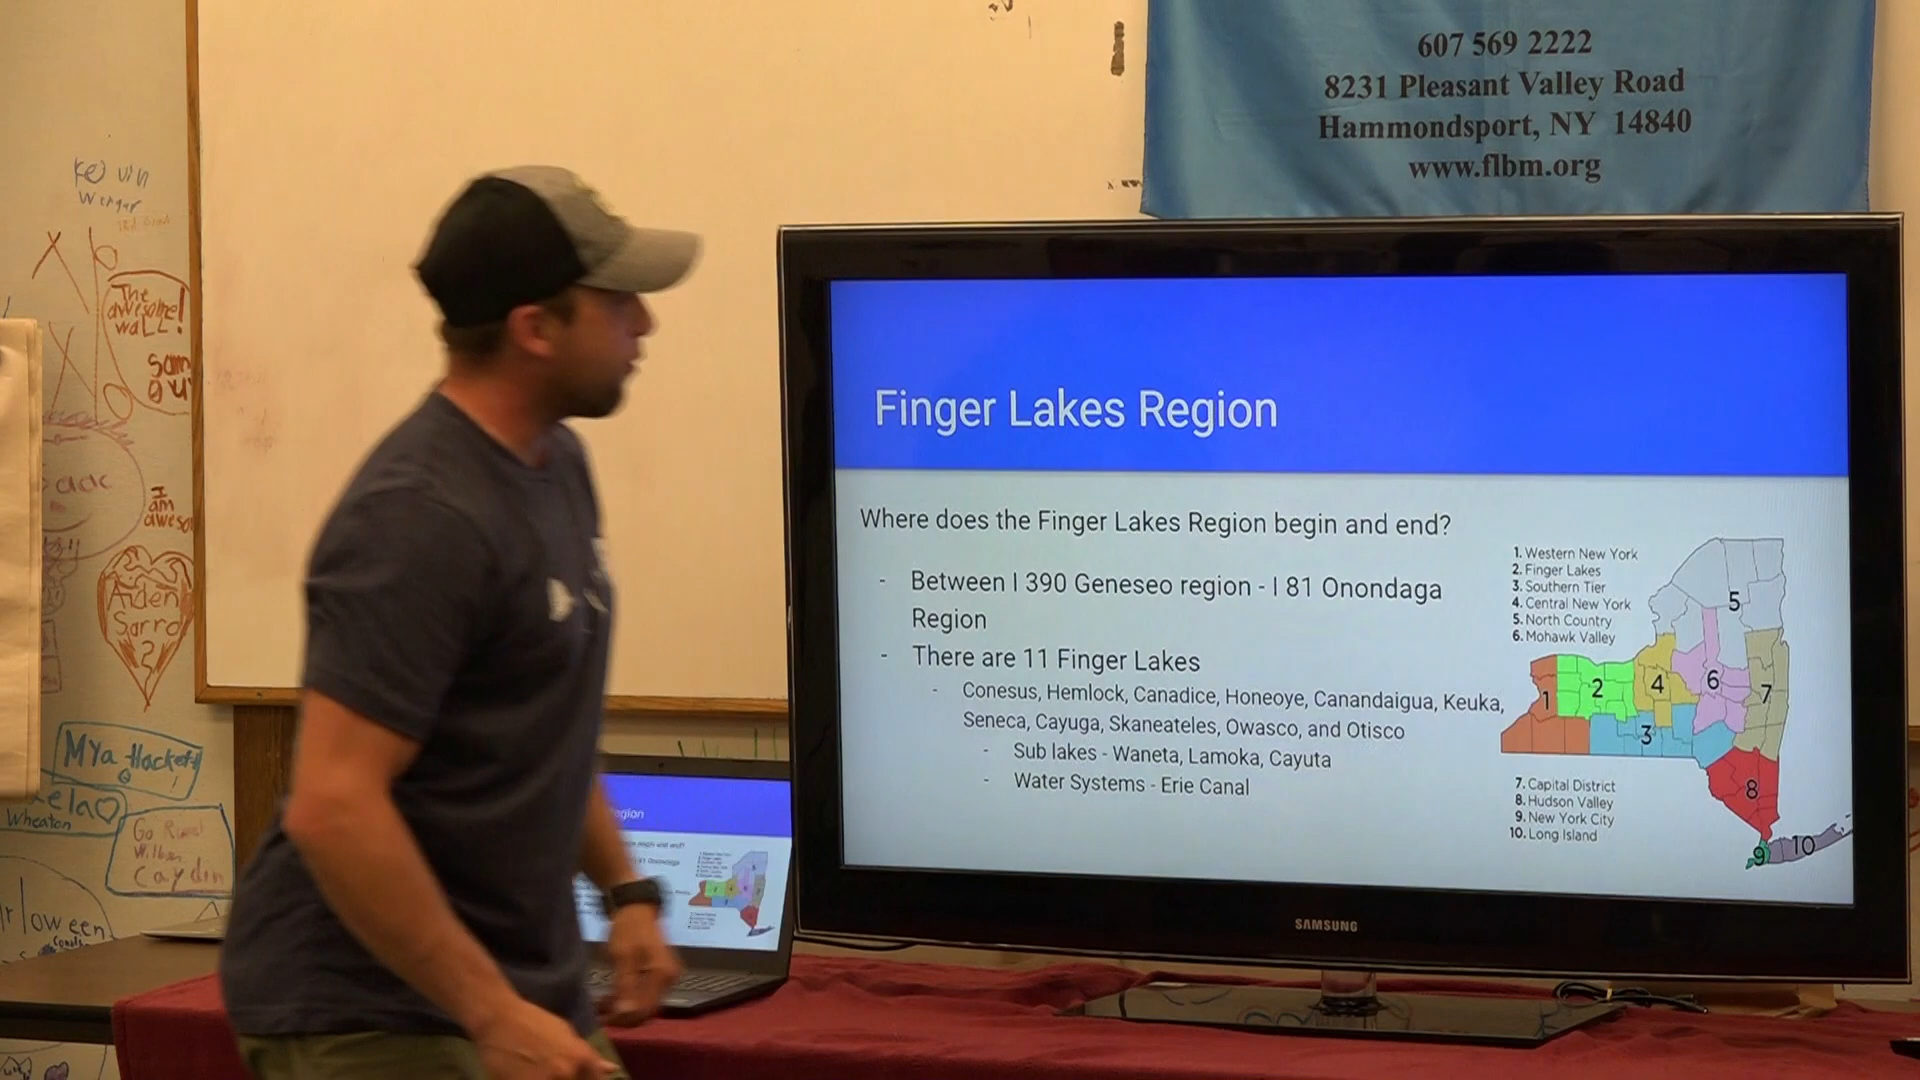 607 569 2222
8231 Pleasant Valley Road
Hammondsport, NY 14840
www.flbm.org
Finger Lakes Region
Where does the Finger Lakes Region begin and end?
- Between I 390 Geneseo region - I 81 Onondaga
Region
- There are 11 Finger Lakes
- Conesus, Hemlock, Canadice, Honeoye, Canandaigua, Keuka,
Seneca, Cayuga, Skaneateles, Owasco, and Otisco
- Sub lakes - Waneta, Lamoka, Cayuta
- Water Systems - Erie Canal
1. Western New York
2. Finger Lakes
3. Southern Tier
4. Central New York
5. North Country
6. Mohawk Valley
5
1 2 4 6 7
3
8
9 10
7. Capital District
8. Hudson Valley
9. New York City
10. Long Island
SAMSUNG
The
awesome
waLL!
Sam
I
am
Aiden
Sarro
?
Mya Hackett
Wheaton
Go
Cayden